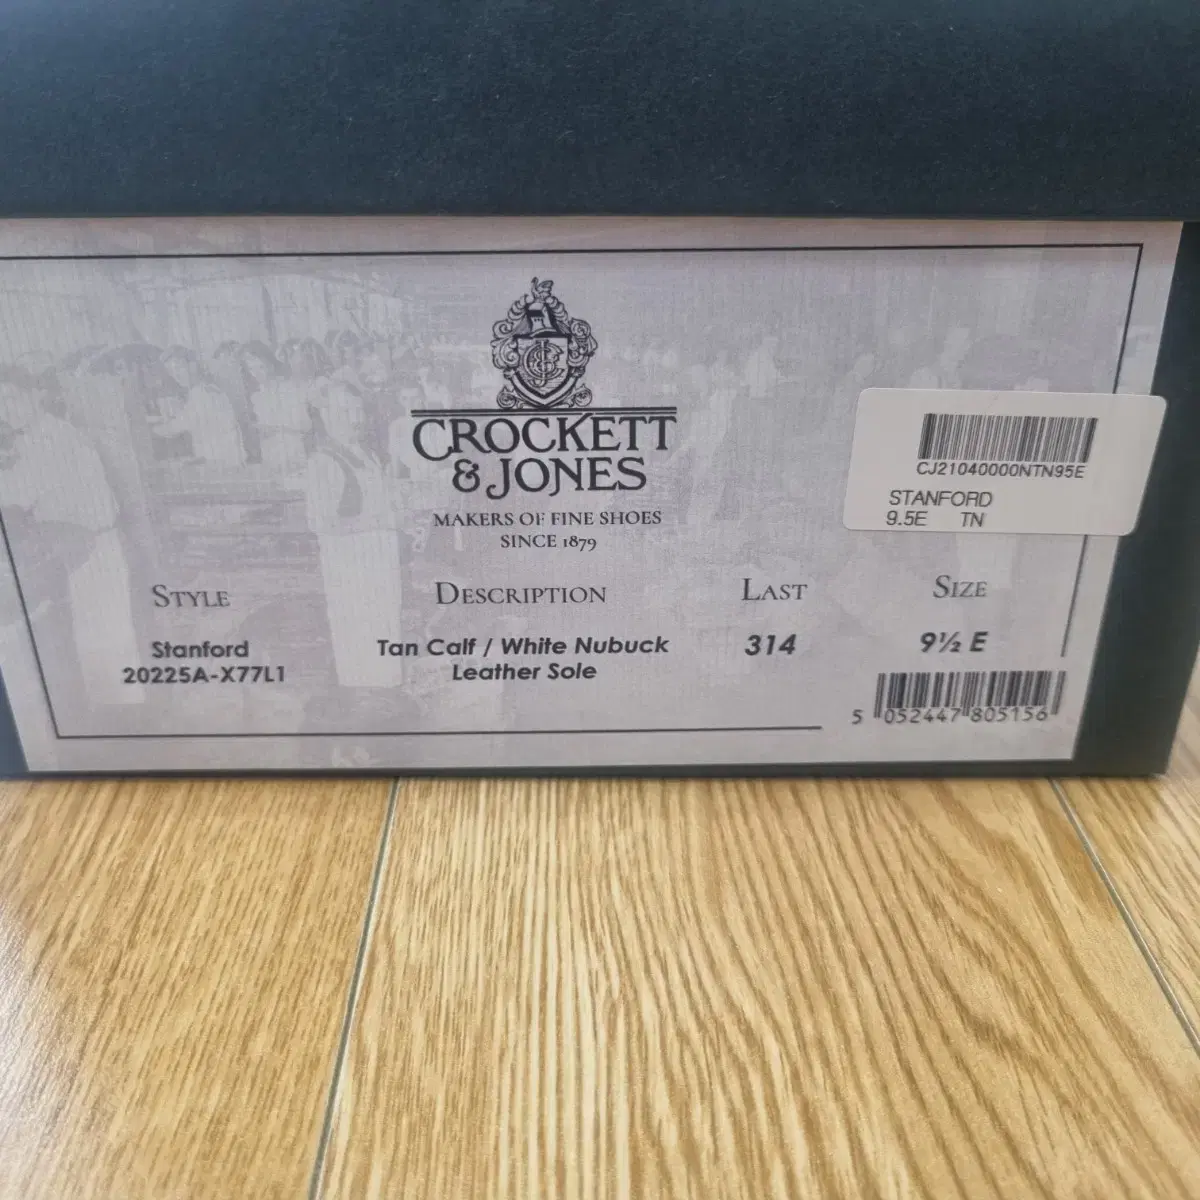 CROCKETT
& JONES
MAKERS OF FINE SHOES
SINCE 1879
CJ21040000NTN95E
STANFORD
9.5E TN
STYLE
Stanford
20225A-X77L1
DESCRIPTION
Tan Calf / White Nubuck
Leather Sole
LAST
314
SIZE
9½ E
5 052447 805156